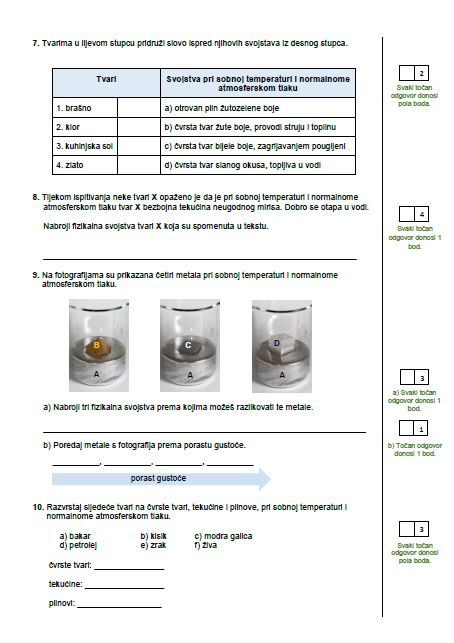 7. Tvarima u lijevom stupcu pridruži slovo ispred njihovih svojstava iz desnog stupca.
2
Svaki točan
odgovor donosi
pola boda.
Tvari
Svojstva pri sobnoj temperaturi i normalnome
atmosferskom tlaku
1. brašno
a) otrovan plin žutozelene boje
2. klor
b) čvrsta tvar žute boje, provodi struju i toplinu
3. kuhinjska sol
c) čvrsta tvar bijele boje, zagrijavanjem pougljeni
4. zlato
d) čvrsta tvar slanog okusa, topljiva u vodi
8. Tijekom ispitivanja neke tvari X opaženo je da je pri sobnoj temperaturi i normalnome
atmosferskom tlaku tvar X bezbojna tekućina neugodnog mirisa. Dobro se otapa u vodi.
Nabroji fizikalna svojstva tvari X koja su spomenuta u tekstu.
4
Svaki točan
odgovor donosi 1
bod.
9. Na fotografijama su prikazana četiri metala pri sobnoj temperaturi i normalnome
atmosferskom tlaku.
B
A
C
A
D
A
a) Nabroji tri fizikalna svojstva prema kojima možeš razlikovati te metale.
3
a) Svaki točan
odgovor donosi 1
bod.
b) Poredaj metale s fotografija prema porastu gustoće.
__________, __________, __________, __________
porast gustoće
1
b) Točan odgovor
donosi 1 bod.
10. Razvrstaj sljedeće tvari na čvrste tvari, tekućine i plinove, pri sobnoj temperaturi i
normalnome atmosferskom tlaku.
a) bakar b) kisik c) modra galica
d) petrolej e) zrak f) živa
čvrste tvari: _______________
tekućine: _______________
plinovi: _______________
3
Svaki točan
odgovor donosi
pola boda.